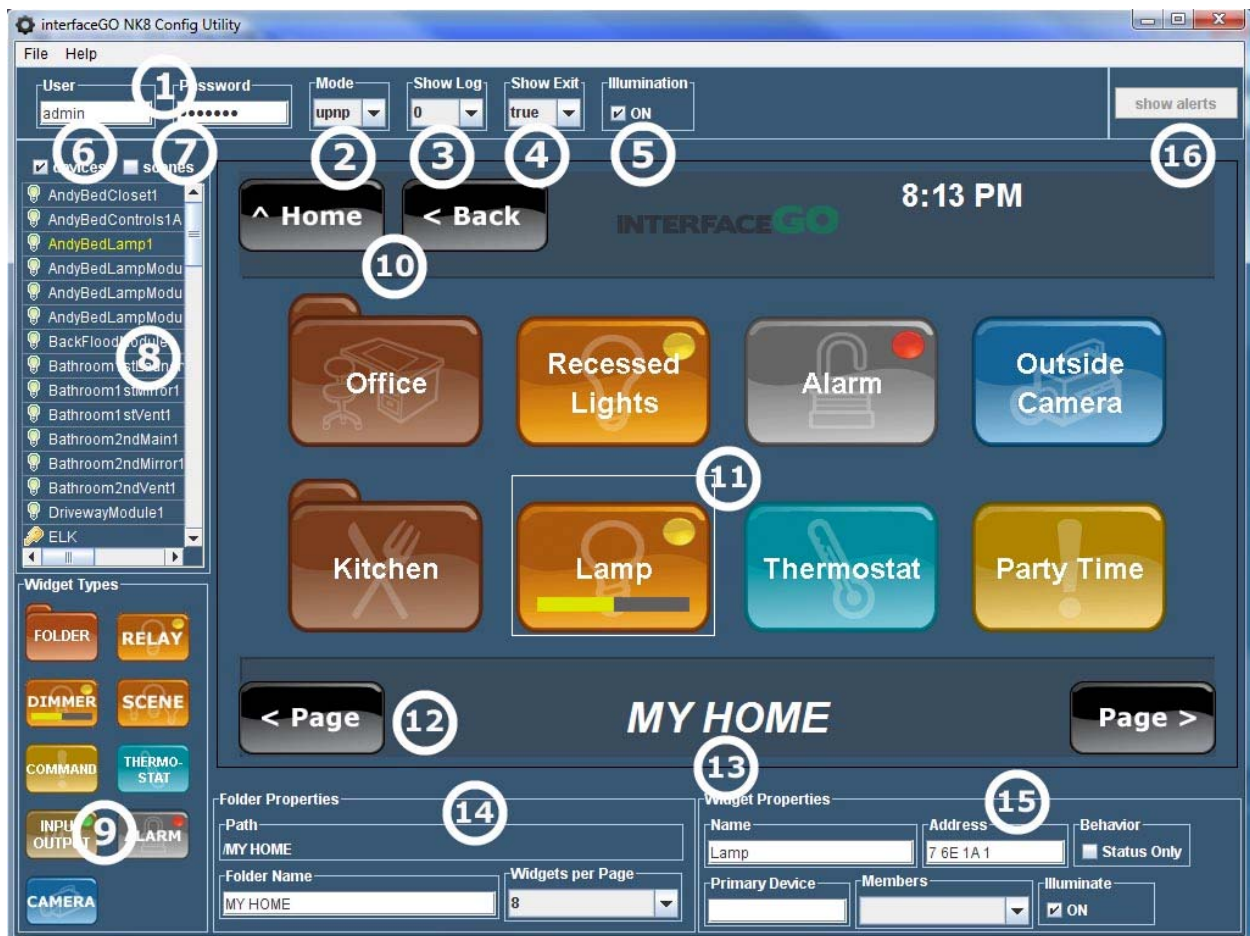 interfaceGO NK8 Config Utility
File Help
User Password Mode Show Log Show Exit Illumination
admin ••••••• upnp 0 true ON
show alerts
1
2
3
4
5
6
7
16
devices scenes
AndyBedCloset1
AndyBedControls1A
AndyBedLamp1
AndyBedLampModu
AndyBedLampModu
AndyBedLampModu
BackFloodModule
Bathroom1st
Bathroom1stMirror1
Bathroom1stVent1
Bathroom2ndMain1
Bathroom2ndMirror1
Bathroom2ndVent1
DrivewayModule1
ELK
8
^ Home
< Back
INTERFACEGO
8:13 PM
10
Office
Recessed
Lights
Alarm
Outside
Camera
11
Kitchen
Lamp
Thermostat
Party Time
< Page
12
MY HOME
Page >
13
Widget Types
FOLDER
RELAY
DIMMER
SCENE
COMMAND
THERMO-
STAT
INPUT
OUTPUT
ALARM
9
CAMERA
Folder Properties
14
Path
/MY HOME
Folder Name
MY HOME
Widgets per Page
8
Widget Properties
15
Name
Lamp
Address
7 6E 1A 1
Behavior
Status Only
Primary Device
Members
Illuminate
ON